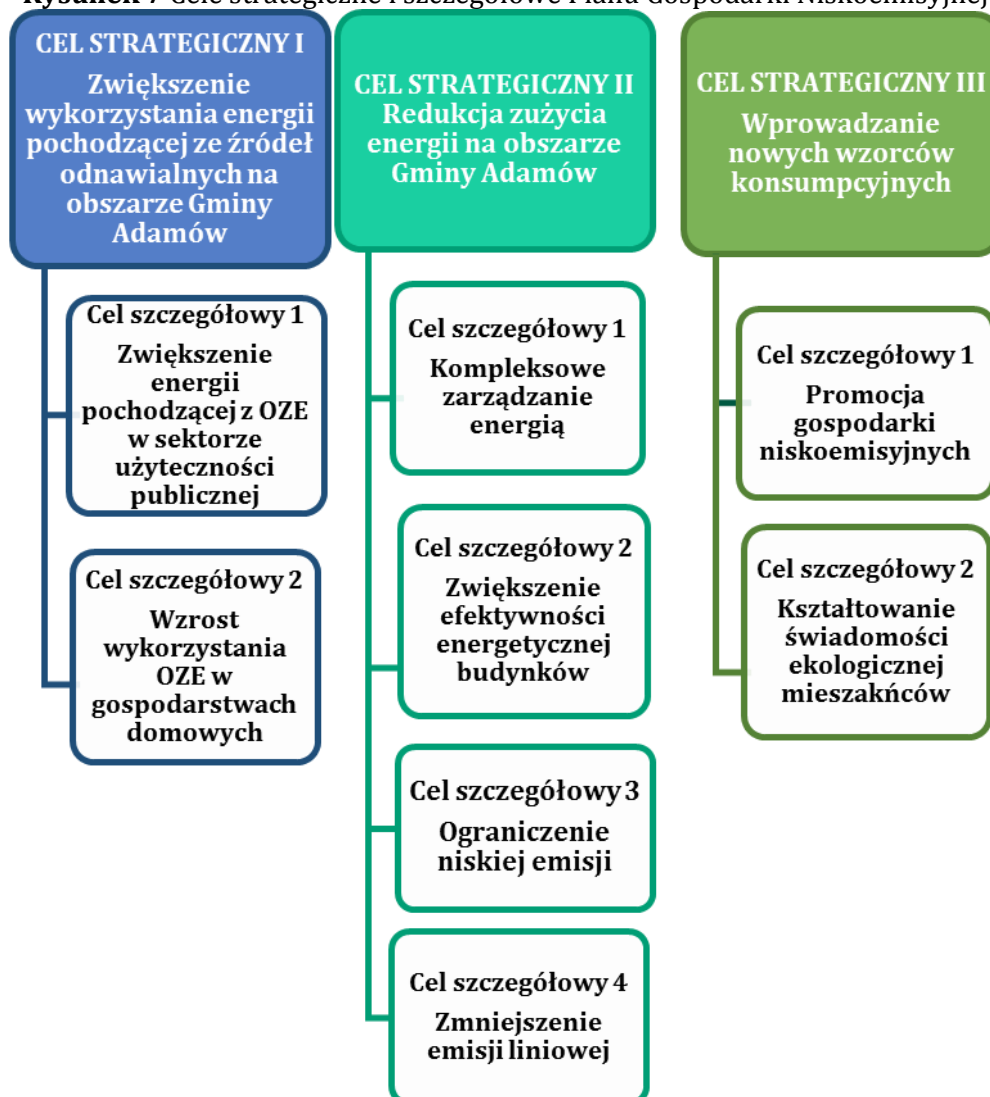 Rysunek 7 Cele strategiczne i szczegółowe Planu Gospodarki Niskoemisyjnej
CEL STRATEGICZNY I
Zwiększenie
wykorzystania energii
pochodzącej ze źródeł
odnawialnych na
obszarze Gminy
Adamów
Cel szczegółowy 1
Zwiększenie
energii
pochodzącej z OZE
w sektorze
użyteczności
publicznej
Cel szczegółowy 2
Wzrost
wykorzystania
OZE w
gospodarstwach
domowych
CEL STRATEGICZNY II
Redukcja zużycia
energii na obszarze
Gminy Adamów
Cel szczegółowy 1
Kompleksowe
zarządzanie
energią
Cel szczegółowy 2
Zwiększenie
efektywności
energetycznej
budynków
Cel szczegółowy 3
Ograniczenie
niskiej emisji
Cel szczegółowy 4
Zmniejszenie
emisji liniowej
CEL STRATEGICZNY III
Wprowadzanie
nowych wzorców
konsumpcyjnych
Cel szczegółowy 1
Promocja
gospodarki
niskoemisyjnych
Cel szczegółowy 2
Kształtowanie
świadomości
ekologicznej
mieszakńców